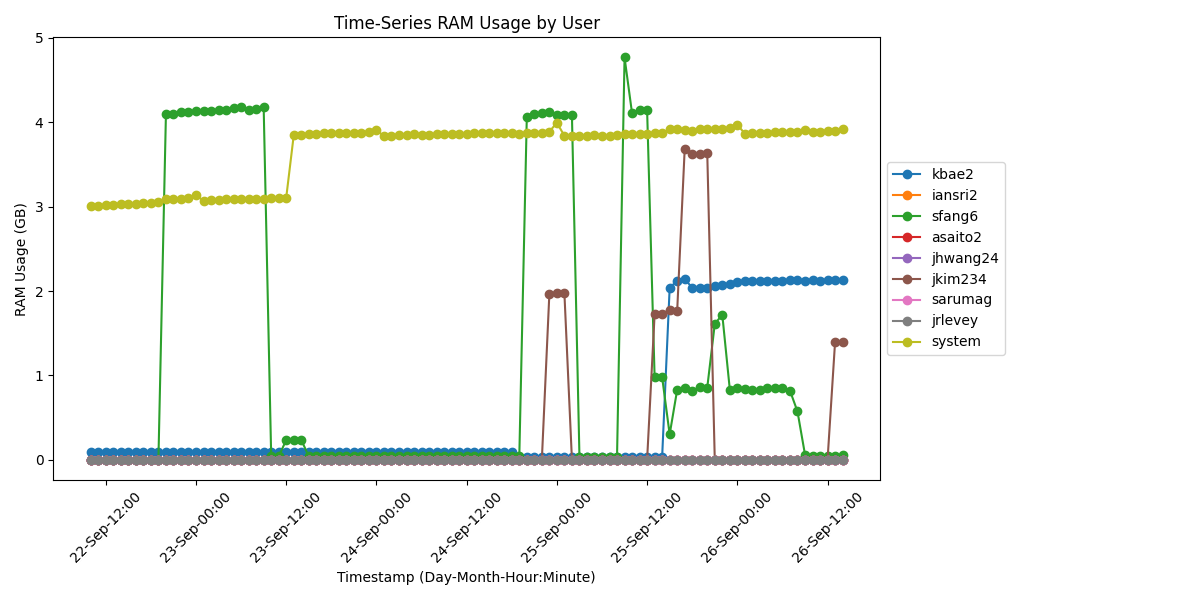 Time-Series RAM Usage by User
RAM Usage (GB)
5
4
3
2
1
0
22-Sep-12:00
23-Sep-00:00
23-Sep-12:00
24-Sep-00:00
24-Sep-12:00
25-Sep-00:00
25-Sep-12:00
26-Sep-00:00
26-Sep-12:00
Timestamp (Day-Month-Hour:Minute)
kbae2
iansri2
sfang6
asaito2
jhwang24
jkim234
sarumag
jrlevey
system